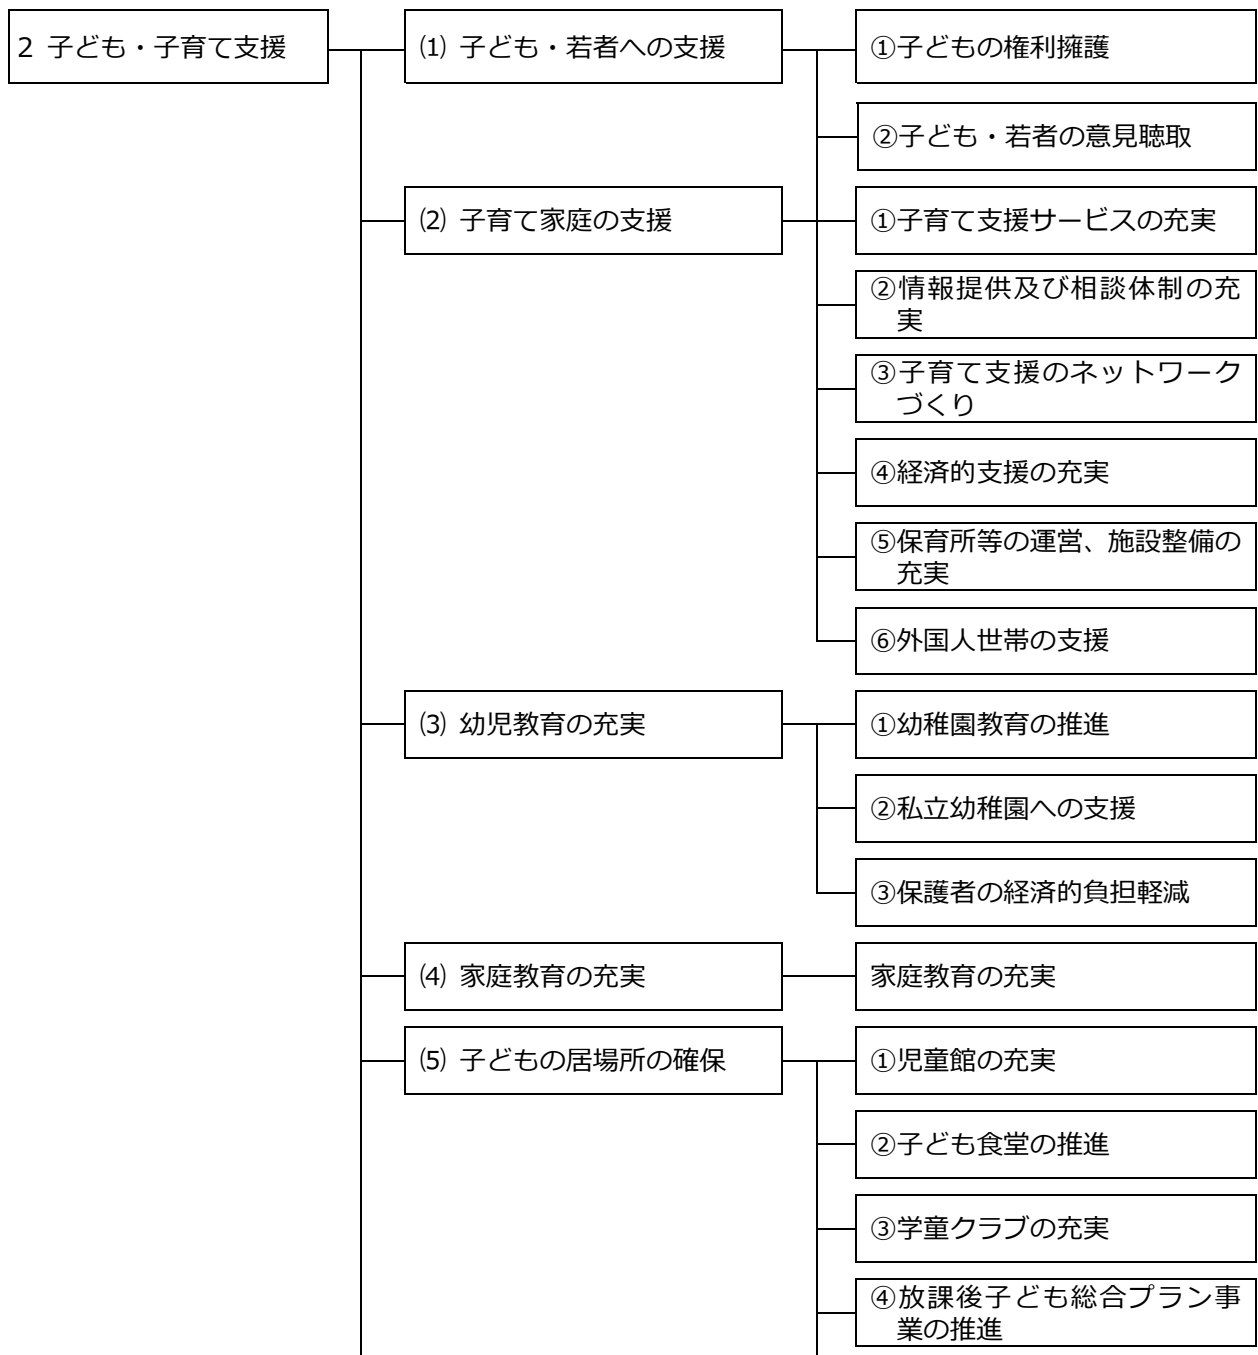 2 子ども・子育て支援
⑴ 子ども・若者への支援
①子どもの権利擁護
②子ども・若者の意見聴取
⑵ 子育て家庭の支援
①子育て支援サービスの充実
②情報提供及び相談体制の充
実
③子育て支援のネットワーク
づくり
④経済的支援の充実
⑤保育所等の運営、施設整備の
充実
⑥外国人世帯の支援
⑶ 幼児教育の充実
①幼稚園教育の推進
②私立幼稚園への支援
③保護者の経済的負担軽減
⑷ 家庭教育の充実
家庭教育の充実
⑸ 子どもの居場所の確保
①児童館の充実
②子ども食堂の推進
③学童クラブの充実
④放課後子ども総合プラン事
業の推進